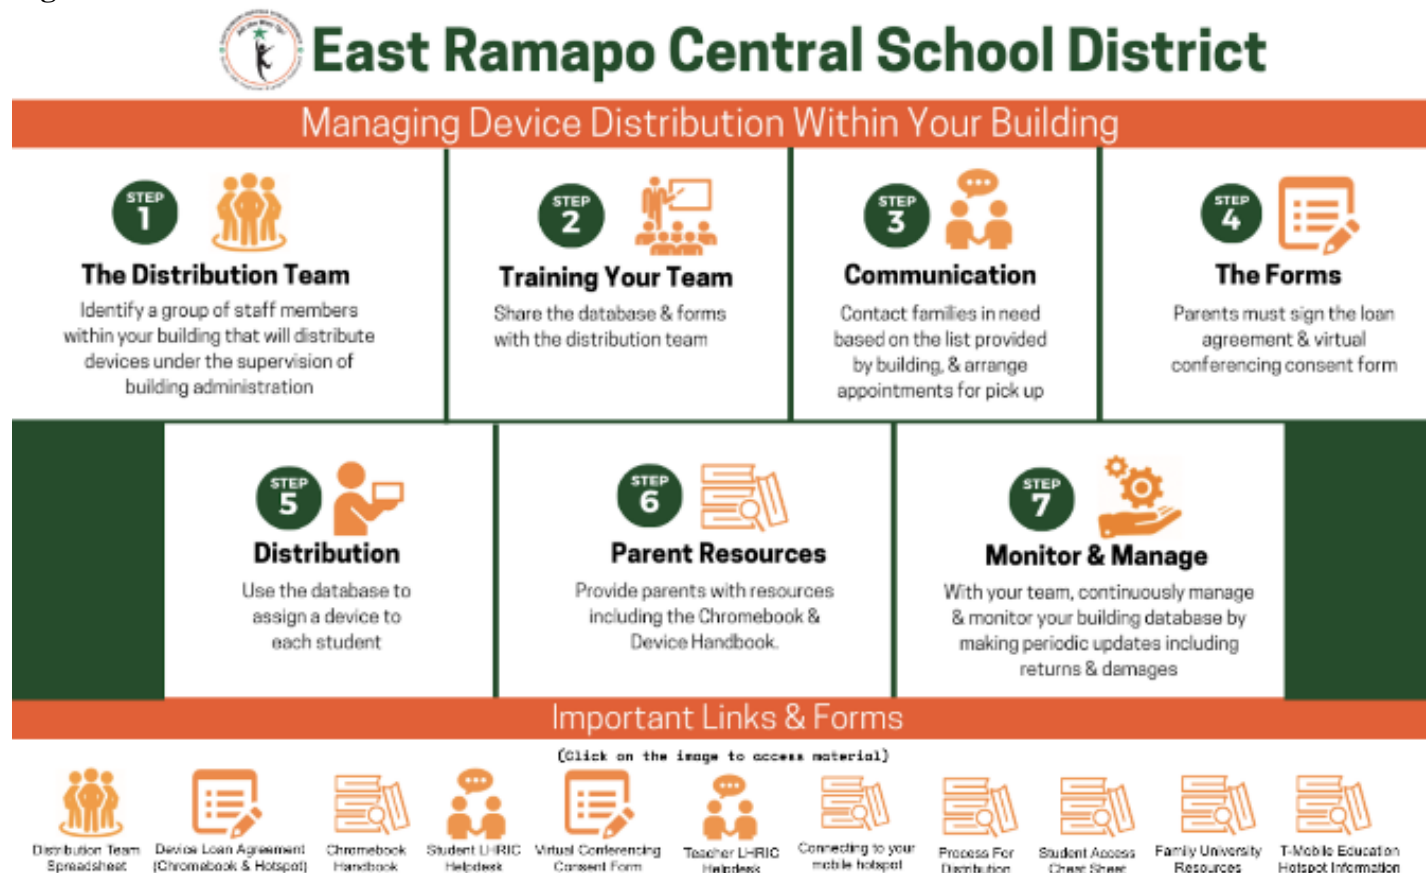 East Ramapo Central School District
Managing Device Distribution Within Your Building
STEP
1
The Distribution Team
Identify a group of staff members
within your building that will distribute
devices under the supervision of
building administration
STEP
2
Training Your Team
Share the database & forms
with the distribution team
STEP
3
Communication
Contact families in need
based on the list provided
by building, & arrange
appointments for pick up
STEP
4
The Forms
Parents must sign the loan
agreement & virtual
conferencing consent form
STEP
5
Distribution
Use the database to
assign a device to
each student
STEP
6
Parent Resources
Provide parents with resources
including the Chromebook &
Device Handbook.
STEP
7
Monitor & Manage
With your team, continuously manage
& monitor your building database by
making periodic updates including
returns & damages
Important Links & Forms
(Click on the image to access material)
Distribution Team
Spreadsheet
Device Loan Agreement
(Chromebook & Hotspot)
Chromebook
Handbook
Student LHRIC
Helpdesk
Virtual Conferencing
Consent Form
Teacher LHRIC
Helpdesk
Connecting to your
mobile hotspot
Process For
Distribution
Student Access
Cheat Sheet
Family University
Resources
T-Mobile Education
Hotspot Information